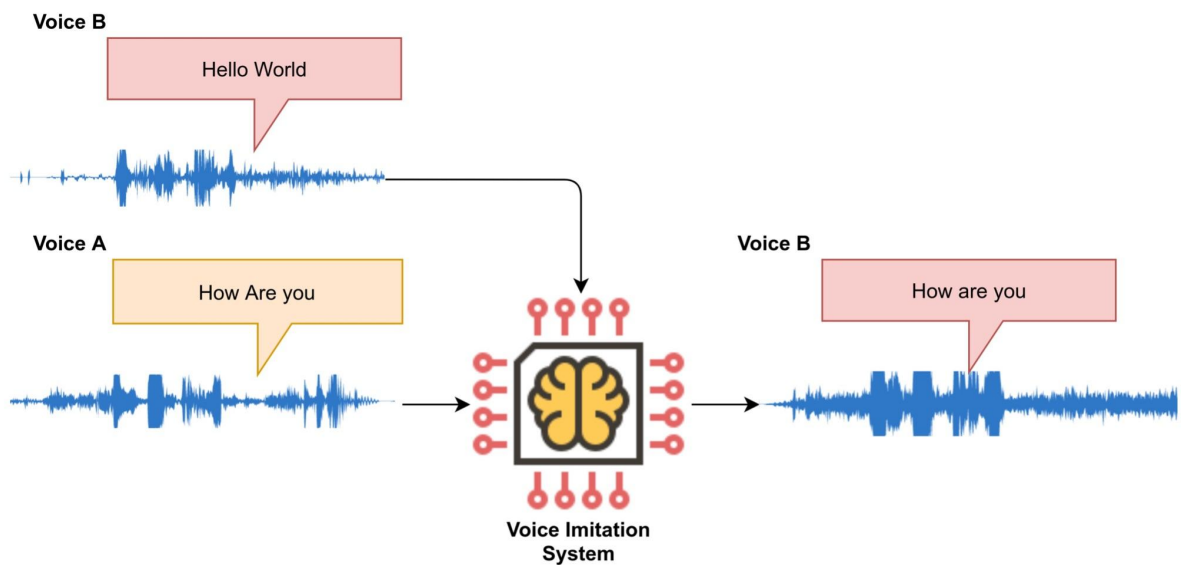 Voice B
Hello World
Voice A
How Are you
Voice B
How are you
Voice Imitation
System